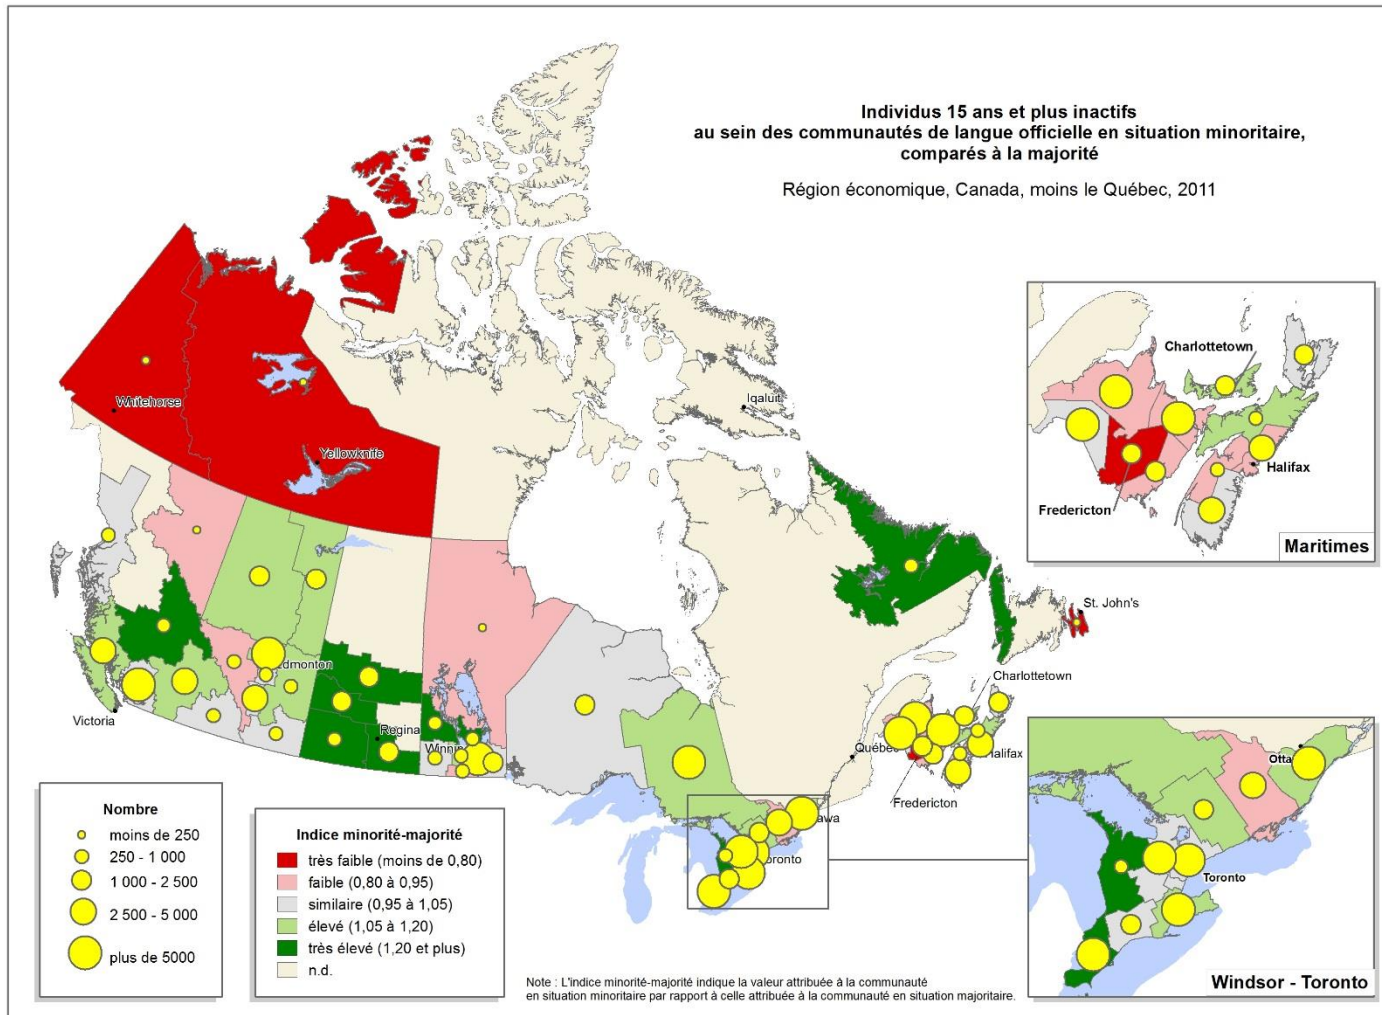 Individus 15 ans et plus inactifs
au sein des communautés de langue officielle en situation minoritaire,
comparés à la majorité
Région économique, Canada, moins le Québec, 2011
Whitehorse
Yellowknife
Iqaluit
Edmonton
Victoria
Regina
Winnip
Québec
St. John's
Charlottetown
Halifax
Fredericton
awa
oronto
Charlottetown
Halifax
Fredericton
Maritimes
Otta
Toronto
Windsor - Toronto
Nombre
moins de 250
250 - 1 000
1 000 - 2 500
2 500 - 5 000
plus de 5000
Indice minorité-majorité
très faible (moins de 0,80)
faible (0,80 à 0,95)
similaire (0,95 à 1,05)
élevé (1,05 à 1,20)
très élevé (1,20 et plus)
n.d.
Note : L'indice minorité-majorité indique la valeur attribuée à la communauté
en situation minoritaire par rapport à celle attribuée à la communauté en situation majoritaire.